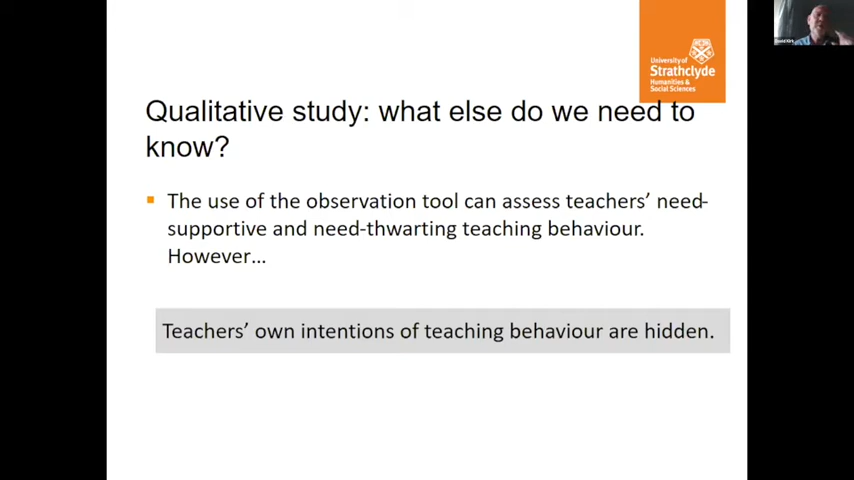 University of
Strathclyde
Humanities &
Social Sciences
David Kirk
Qualitative study: what else do we need to
know?
The use of the observation tool can assess teachers’ need-
supportive and need-thwarting teaching behaviour.
However…
Teachers’ own intentions of teaching behaviour are hidden.